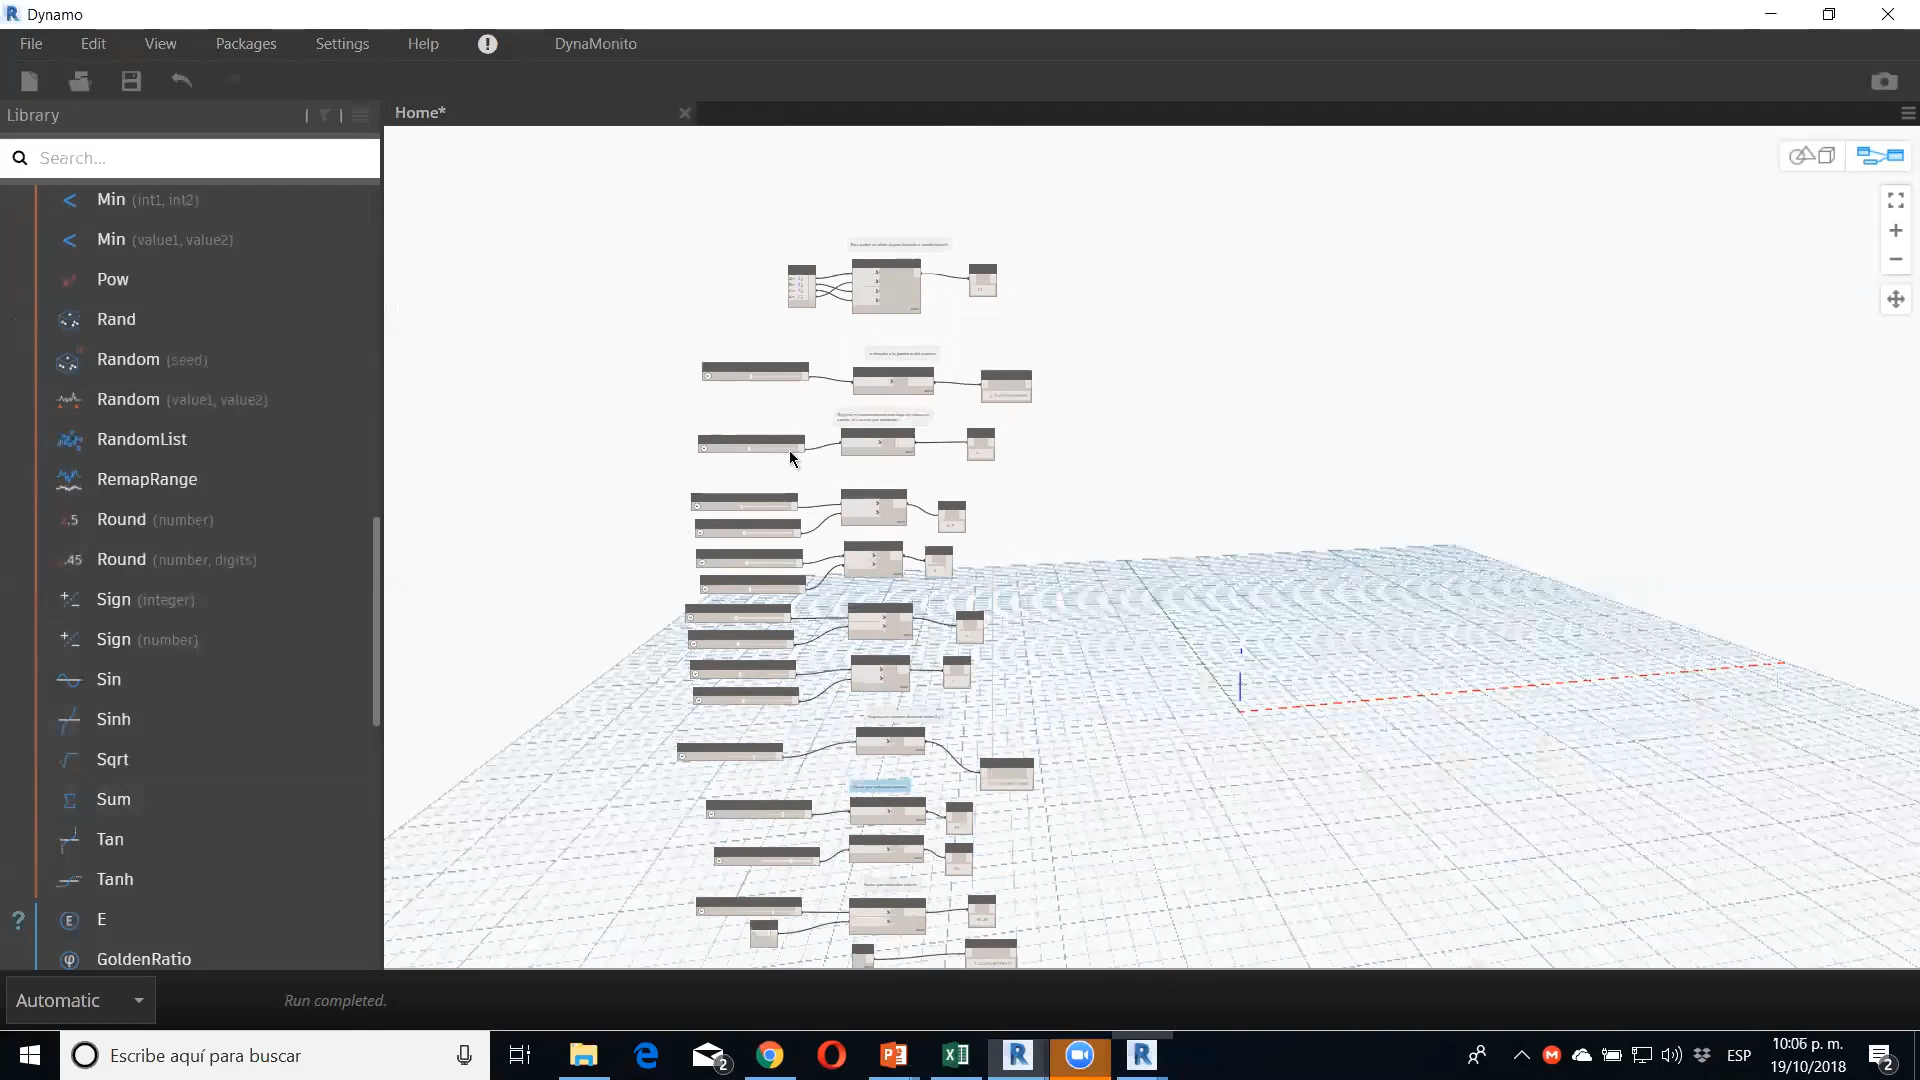 Dynamo
File Edit View Packages Settings Help DynaMonito
Library
Home*
Search...
Min (int1, int2)
Min (value1, value2)
Pow
Rand
Random (seed)
Random (value1, value2)
RandomList
RemapRange
Round (number)
Round (number, digits)
Sign (integer)
Sign (number)
Sin
Sinh
Sqrt
Sum
Tan
Tanh
E
GoldenRatio
Automatic
Run completed.
Escribe aquí para buscar
2
ESP
10:06 p. m.
19/10/2018
2